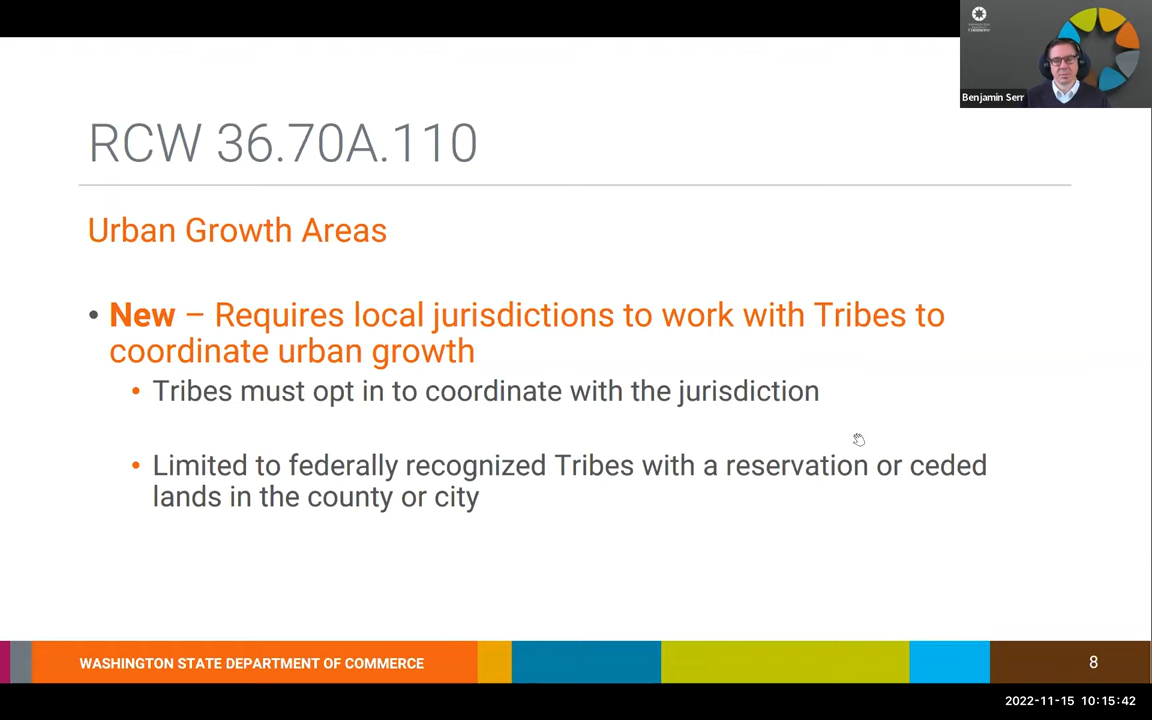 Benjamin Serr
RCW 36.70A.110
Urban Growth Areas
• New – Requires local jurisdictions to work with Tribes to
coordinate urban growth
• Tribes must opt in to coordinate with the jurisdiction
• Limited to federally recognized Tribes with a reservation or ceded
lands in the county or city
WASHINGTON STATE DEPARTMENT OF COMMERCE
8
2022-11-15 10:15:42